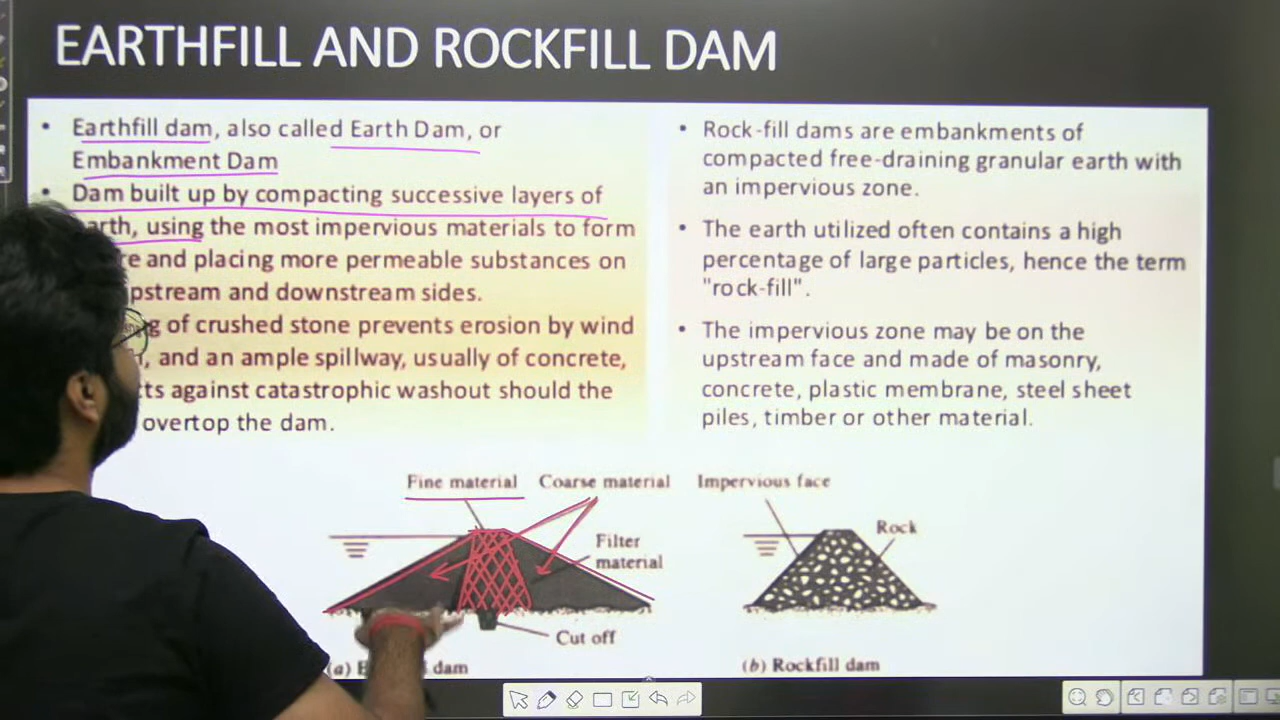 EARTHFILL AND ROCKFILL DAM
• Earthfill dam, also called Earth Dam, or
Embankment Dam
• Dam built up by compacting successive layers of
arth, using the most impervious materials to form
re and placing more permeable substances on
pstream and downstream sides.
g of crushed stone prevents erosion by wind
, and an ample spillway, usually of concrete,
cts against catastrophic washout should the
overtop the dam.
• Rock-fill dams are embankments of
compacted free-draining granular earth with
an impervious zone.
• The earth utilized often contains a high
percentage of large particles, hence the term
"rock-fill".
• The impervious zone may be on the
upstream face and made of masonry,
concrete, plastic membrane, steel sheet
piles, timber or other material.
Fine material
Coarse material
Filter
material
Cut off
(a) E dam
Impervious face
Rock
(b) Rockfill dam